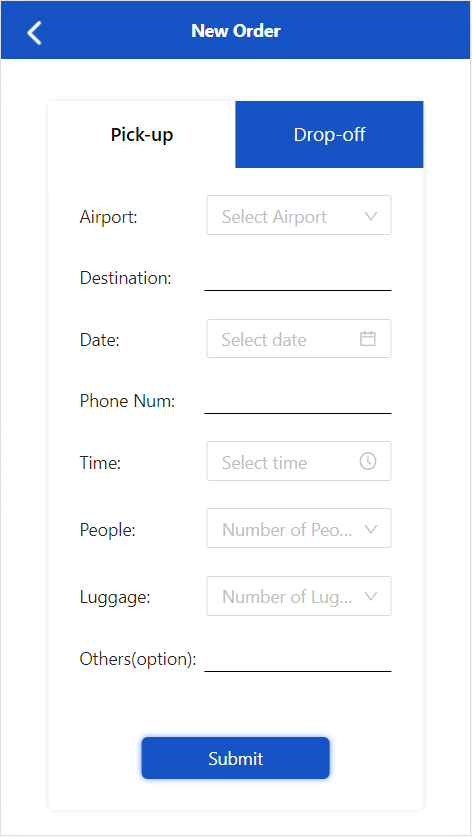 New Order
Pick-up Drop-off
Airport: Select Airport
Destination:
Date: Select date
Phone Num:
Time: Select time
People: Number of Peo...
Luggage: Number of Lug...
Others(option):
Submit